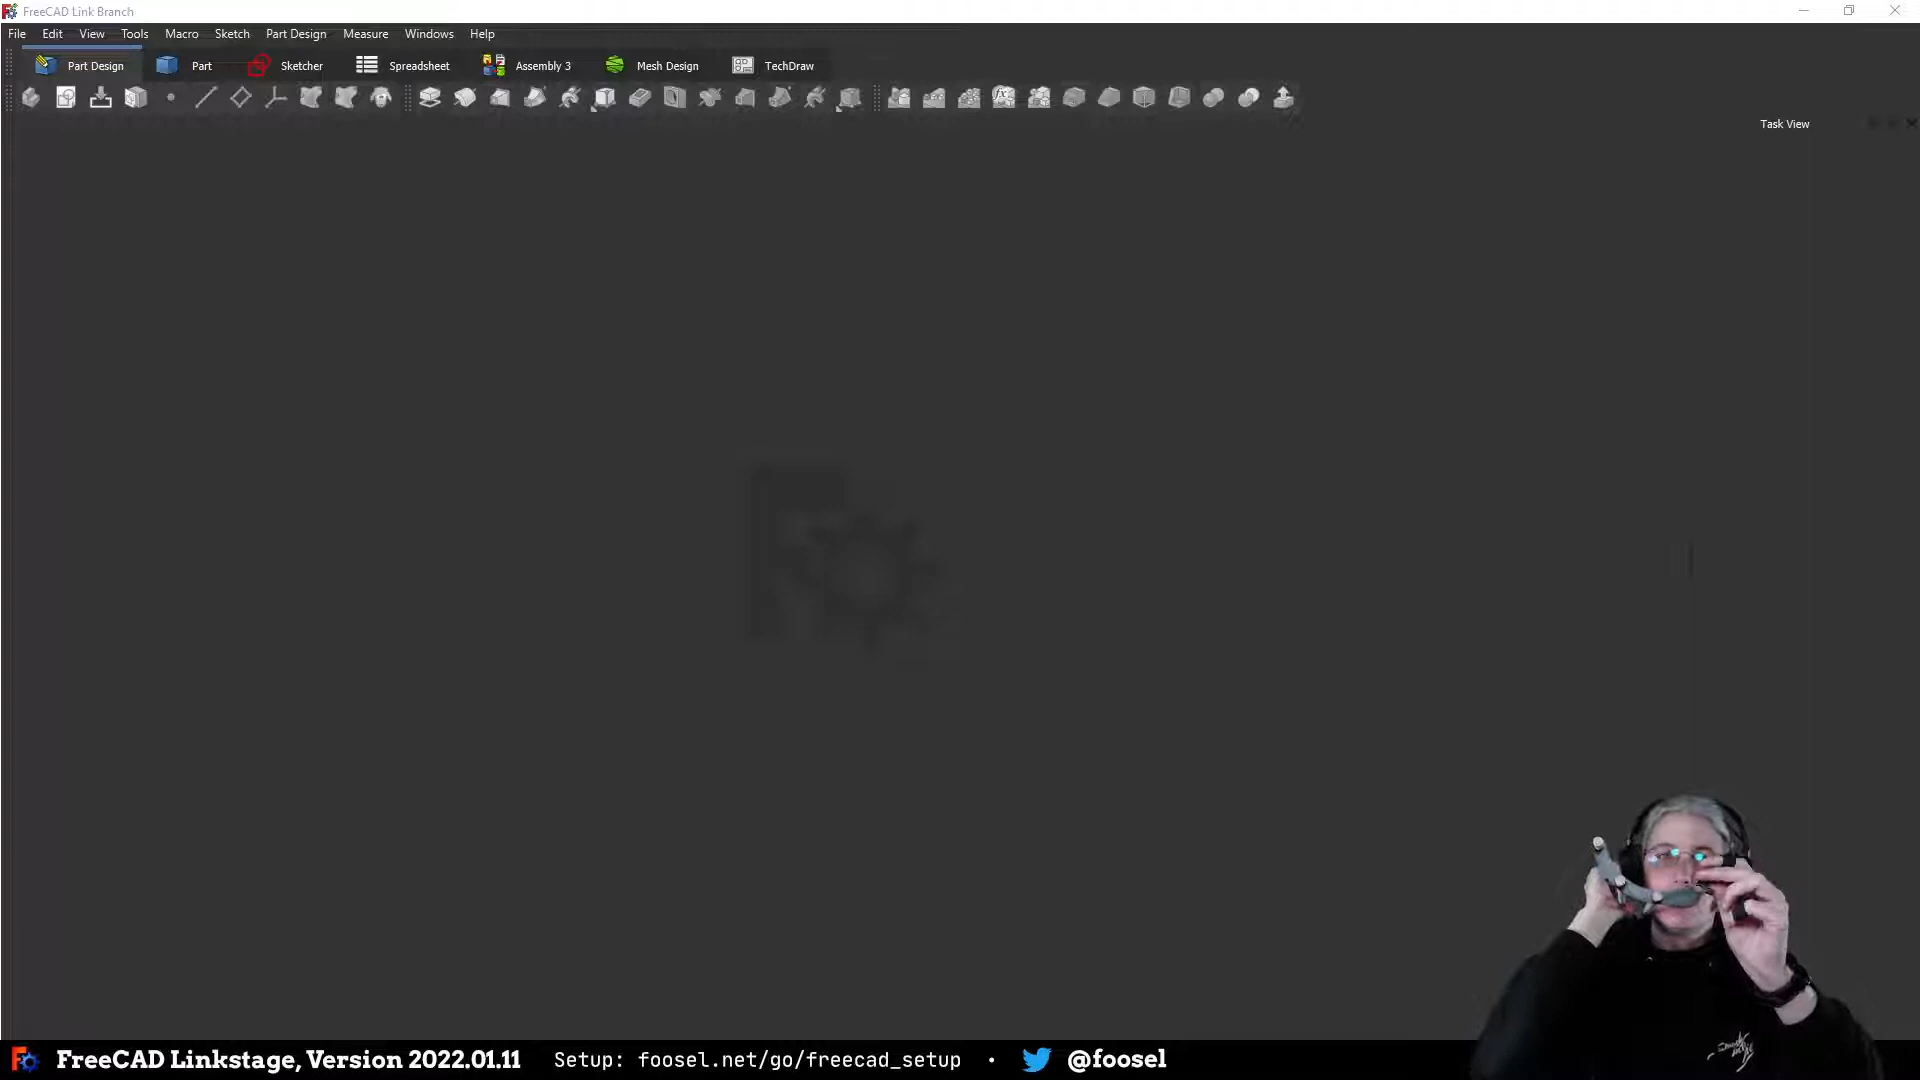 FreeCAD Link Branch
File Edit View Tools Macro Sketch Part Design Measure Windows Help
Part Design Part Sketcher Spreadsheet Assembly 3 Mesh Design TechDraw
Task View
FreeCAD Linkstage, Version 2022.01.11 Setup: foosel.net/go/freecad_setup • @foosel